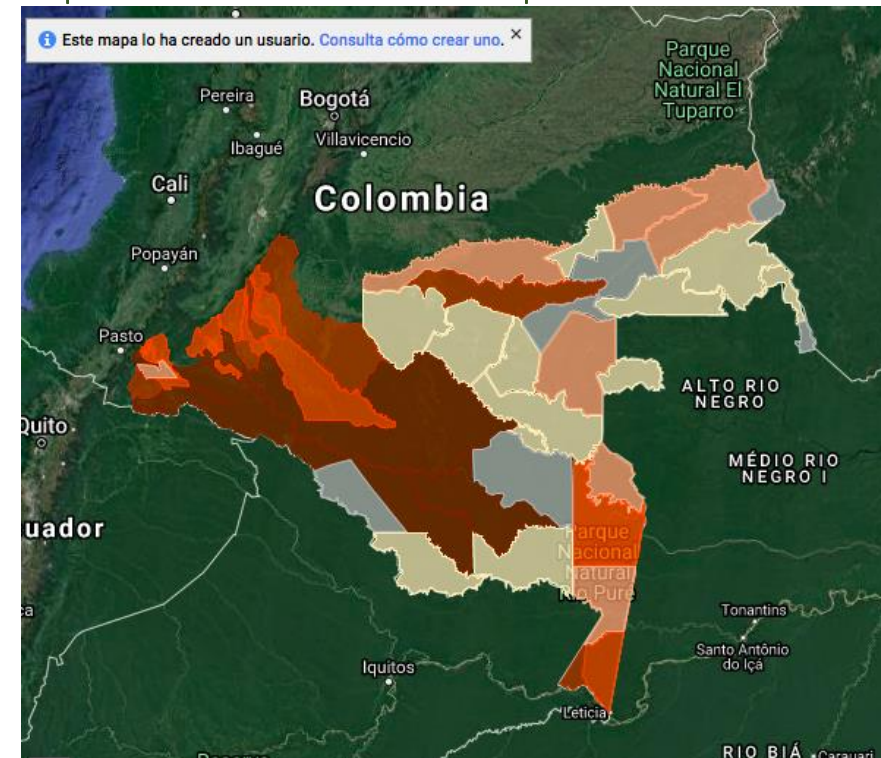 Este mapa lo ha creado un usuario. Consulta cómo crear uno. ×
Parque
Nacional
Natural El
Tuparro
Pereira
Bogotá
Ibagué
Villavicencio
Cali
Colombia
Popayán
Pasto
ALTO RIO
NEGRO
Quito
MÉDIO RIO
NEGRO I
uador
Parque
Nacional
Natural
Río Puré
Tonantins
Santo Antônio
do Içá
Iquitos
Leticia
RIO BIÁ
Carauari